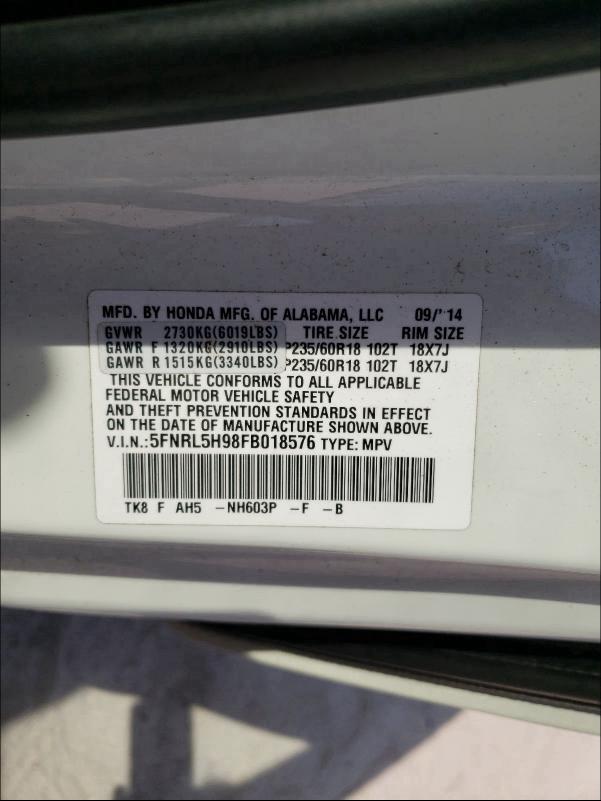 MFD. BY HONDA MFG. OF ALABAMA, LLC 09/'14
GVWR 2730KG(6019LBS) TIRE SIZE RIM SIZE
GAWR F 1320KG(2910LBS) P235/60R18 102T 18X7J
GAWR R 1515KG(3340LBS) P235/60R18 102T 18X7J
THIS VEHICLE CONFORMS TO ALL APPLICABLE
FEDERAL MOTOR VEHICLE SAFETY
AND THEFT PREVENTION STANDARDS IN EFFECT
ON THE DATE OF MANUFACTURE SHOWN ABOVE.
V.I.N.:5FNRL5H98FB018576 TYPE: MPV
TK8 F AH5 -NH603P -F -B